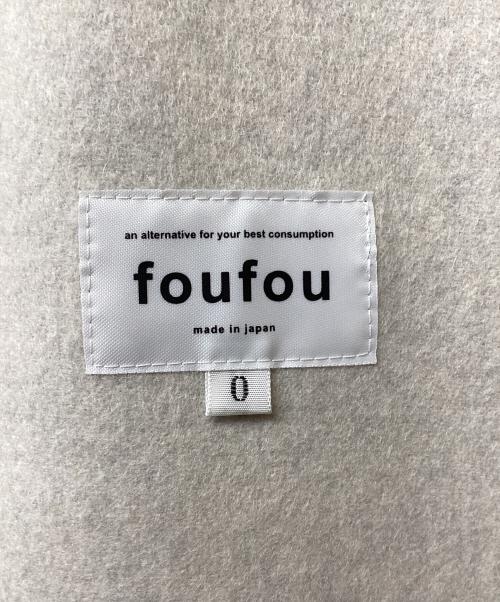 an alternative for your best consumption
foufou
made in japan
0